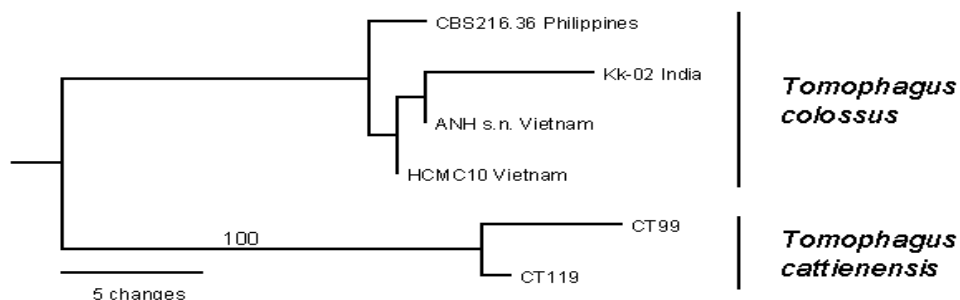 CBS216.36 Philippines
Kk-02 India
ANH s.n. Vietnam
HCMC10 Vietnam
Tomophagus
colossus
100
CT99
CT119
Tomophagus
cattienensis
5 changes